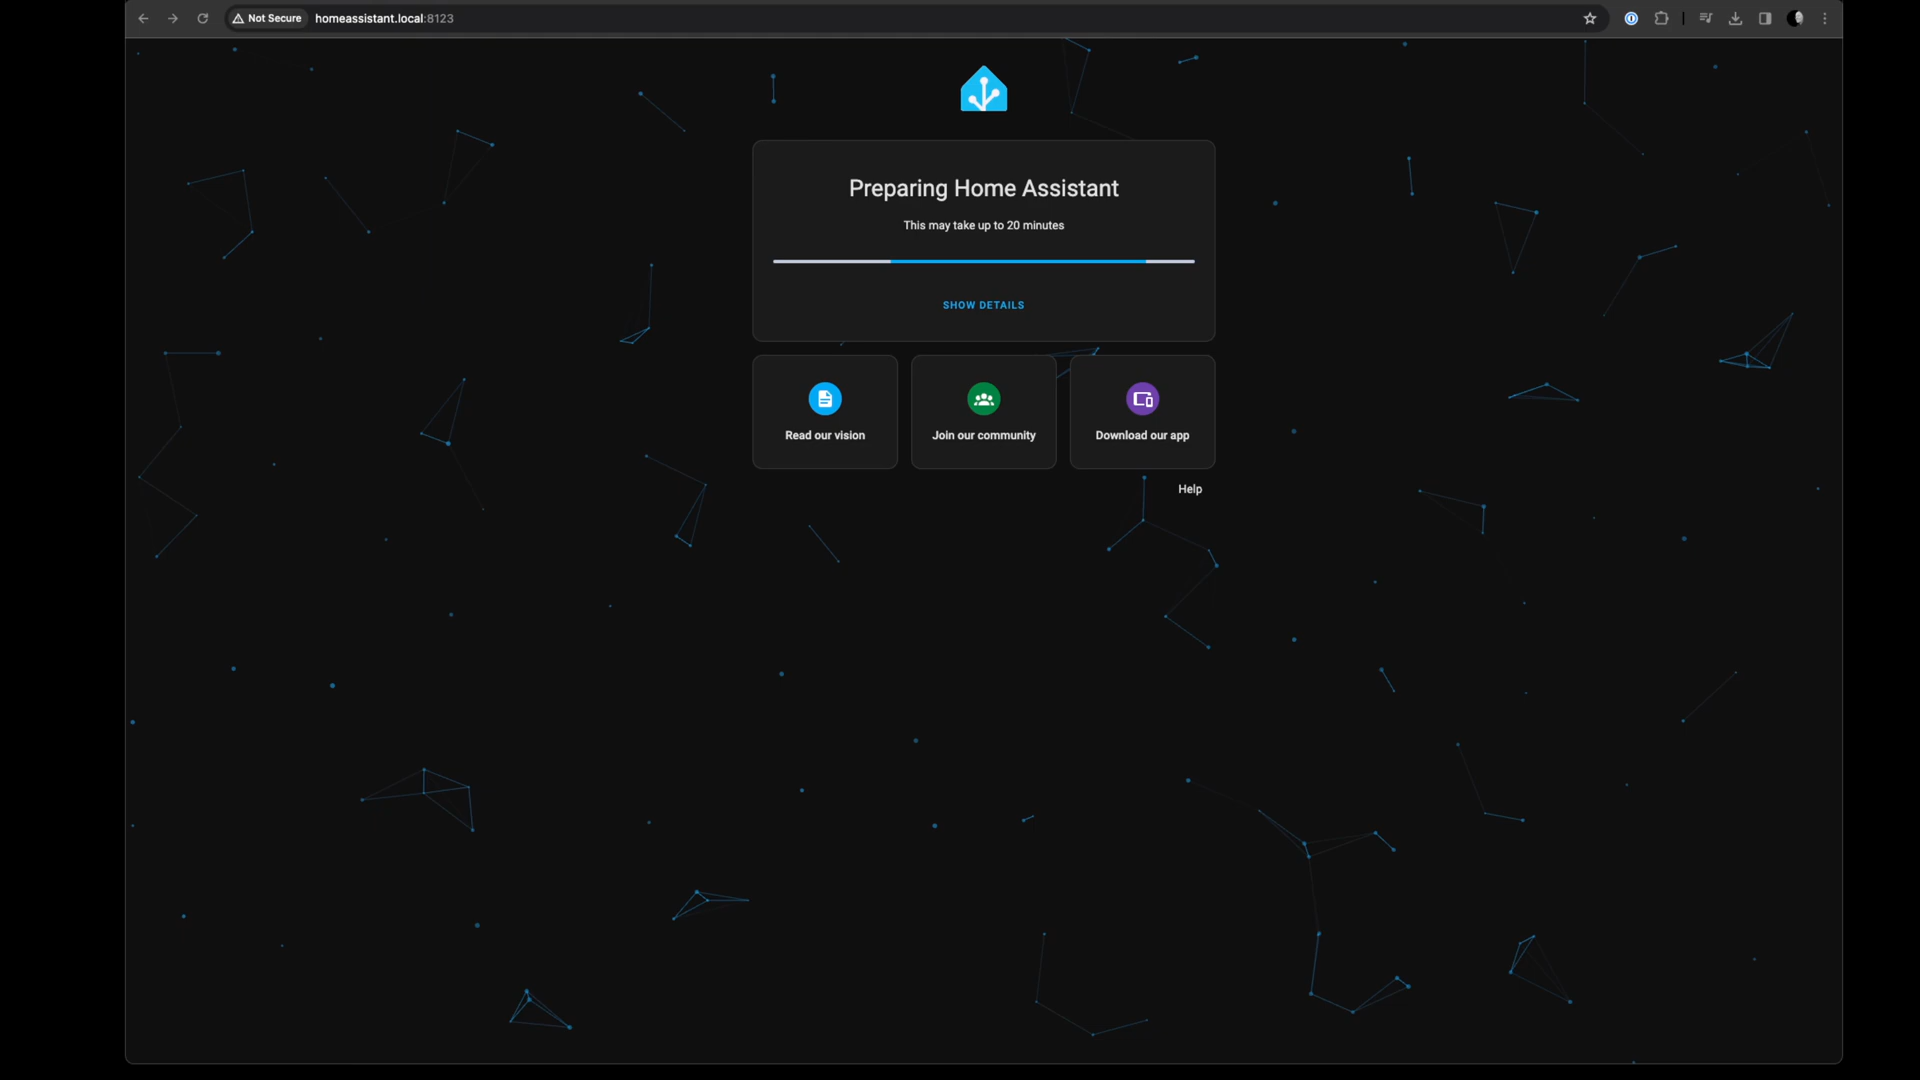 Not Secure homeassistant.local:8123
Preparing Home Assistant
This may take up to 20 minutes
SHOW DETAILS
Read our vision Join our community Download our app
Help